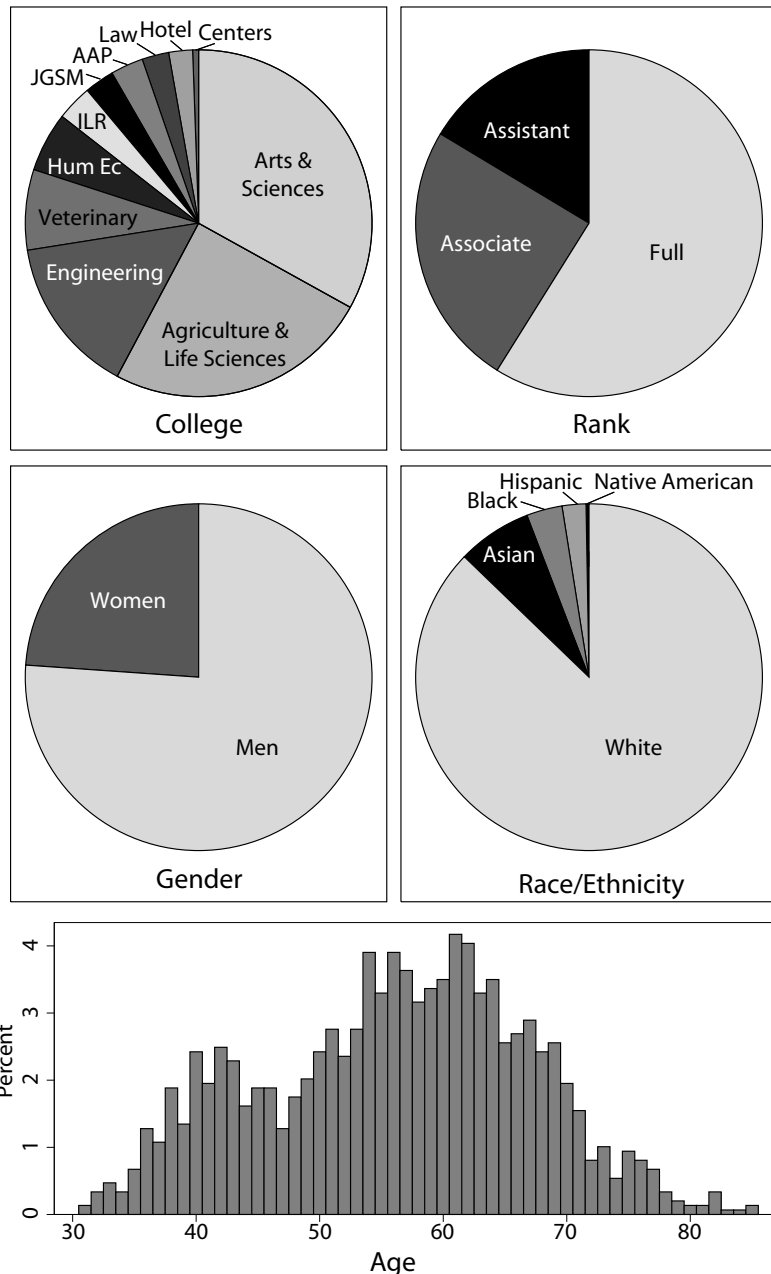 Law
Hotel
Centers
AAP
JGSM
ILR
Hum Ec
Veterinary
Engineering
Arts &
Sciences
Agriculture &
Life Sciences
College
Assistant
Associate
Full
Rank
Women
Men
Gender
Hispanic
Native American
Black
Asian
White
Race/Ethnicity
Percent
4
3
2
1
0
30 40 50 60 70 80
Age